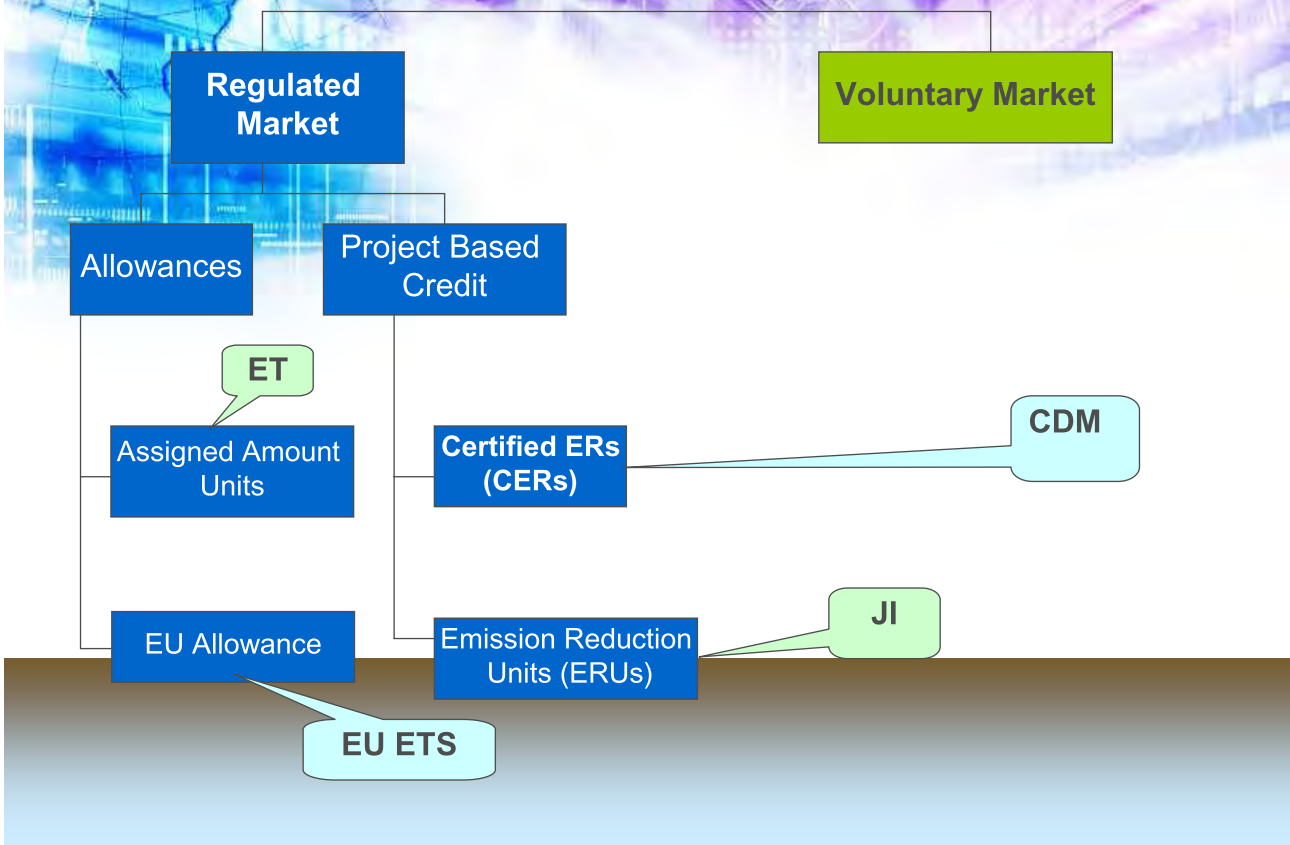 Regulated
Market
Voluntary Market
Allowances
Project Based
Credit
ET
CDM
Assigned Amount
Units
Certified ERs
(CERs)
JI
EU Allowance
Emission Reduction
Units (ERUs)
EU ETS